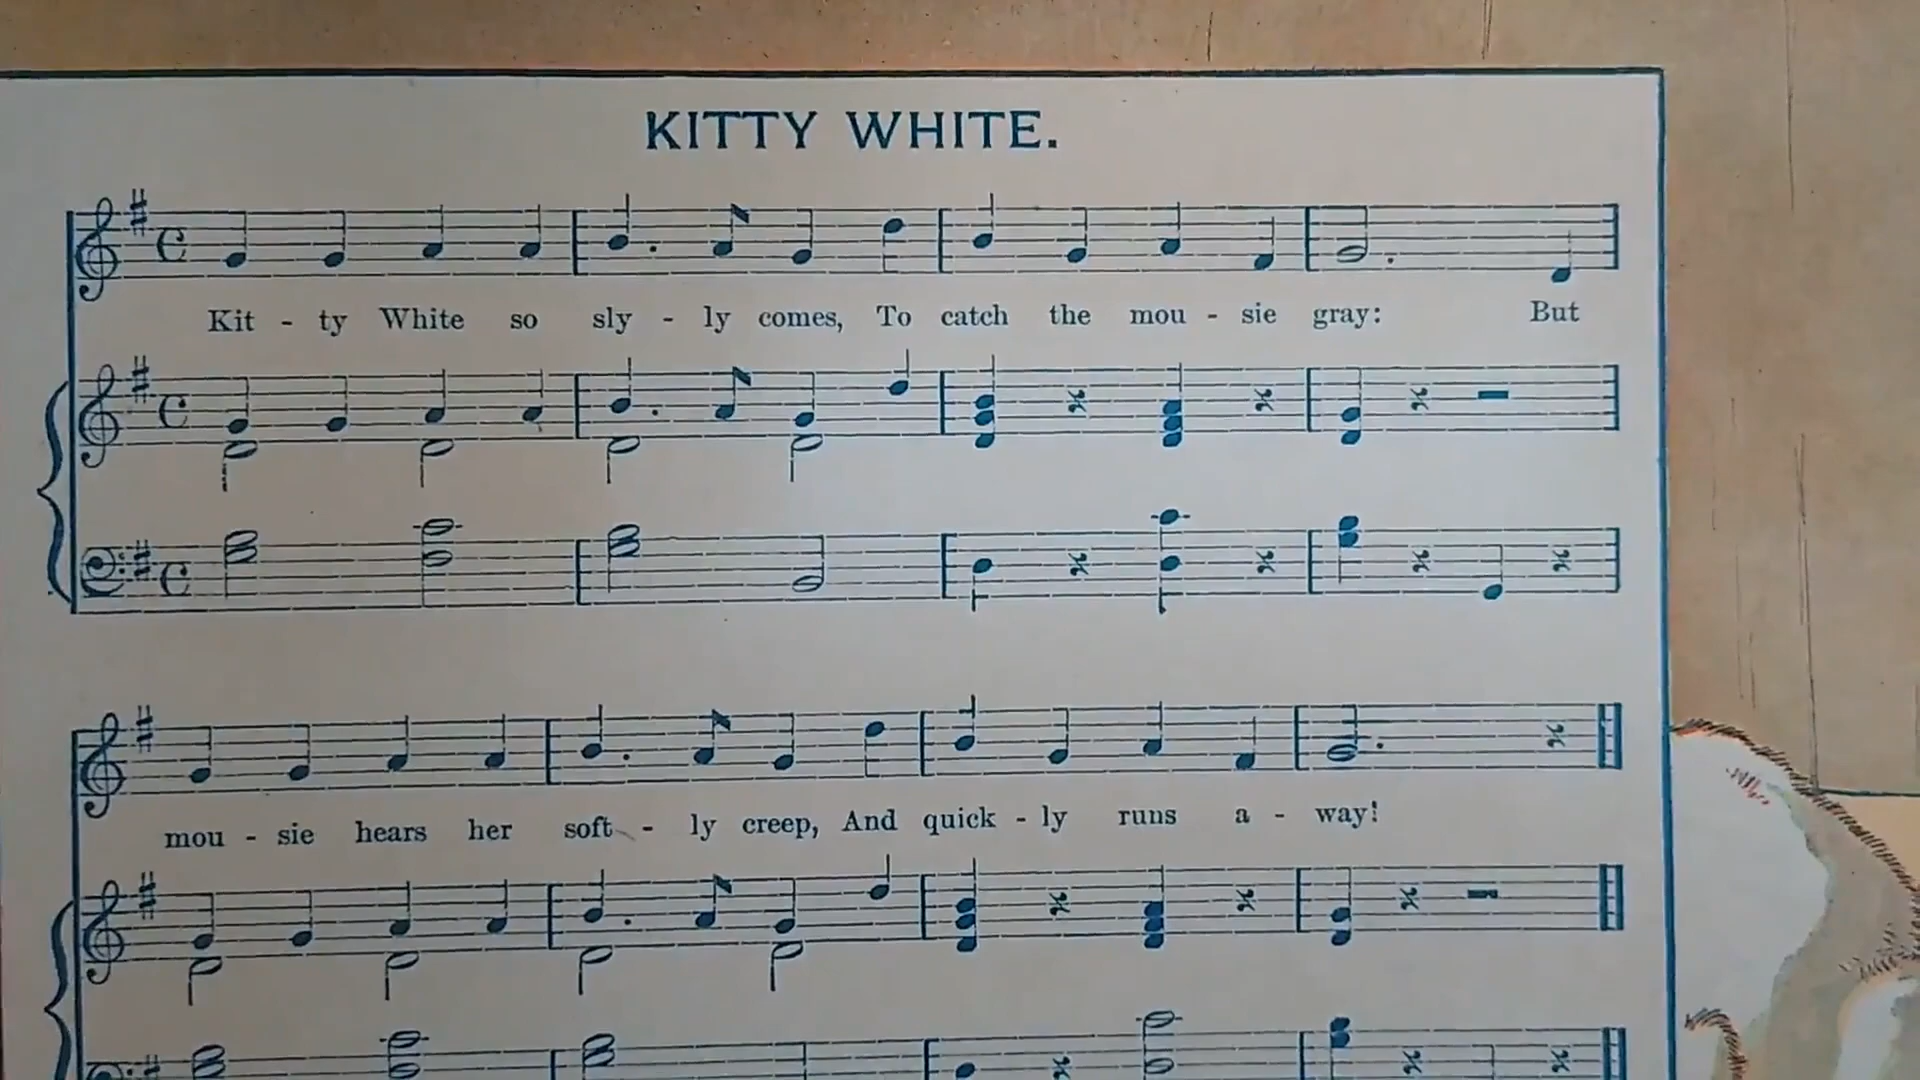 KITTY WHITE.
Kit - ty White so sly - ly comes, To catch the mou - sie gray: But
mou - sie hears her soft - ly creep, And quick - ly runs a - way!